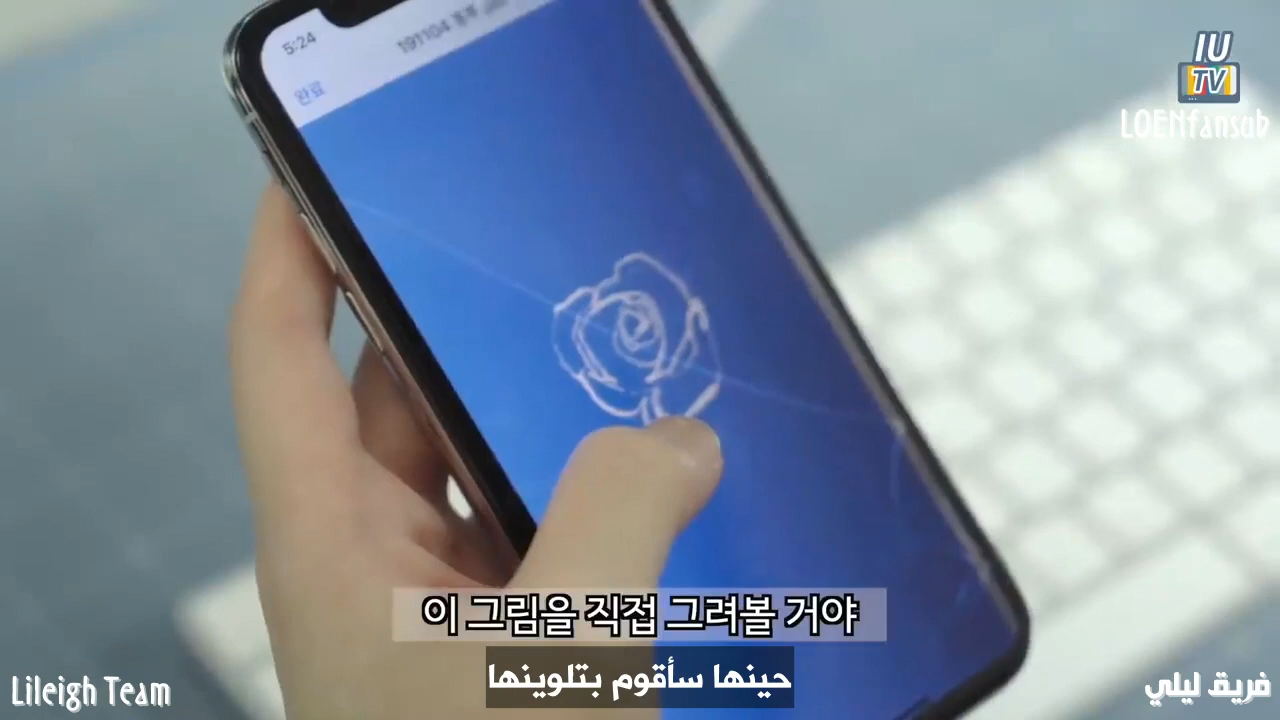 5:24
191104
완료
IU
TV
LOENfansub
이 그림을 직접 그려볼 거야
حينها سأقوم بتلوينها
Lileigh Team
فريق ليلي